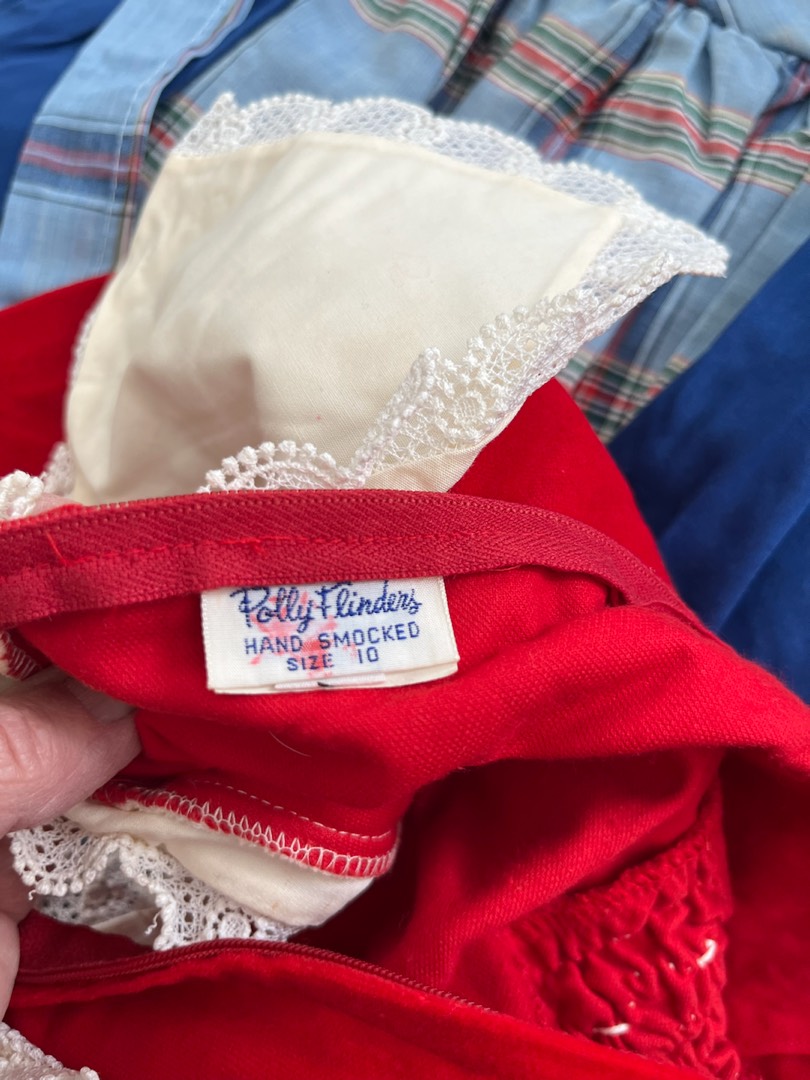 Polly Flinders
HAND SMOCKED
SIZE 10